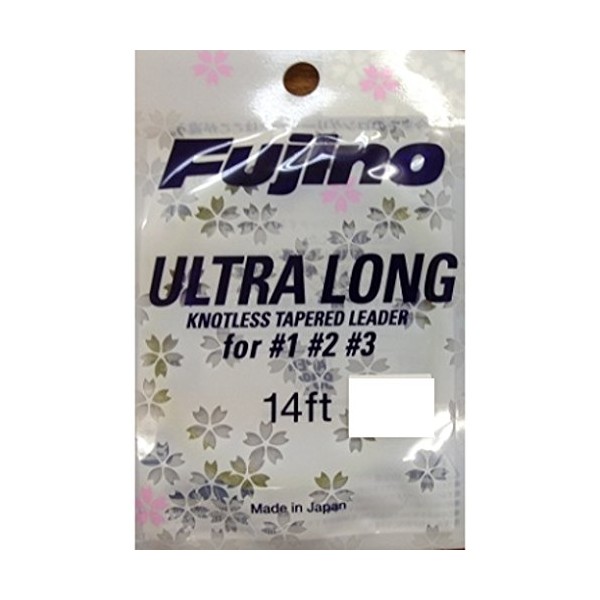 Fujino
ULTRA LONG
KNOTLESS TAPERED LEADER
for #1 #2 #3
14ft
Made in Japan